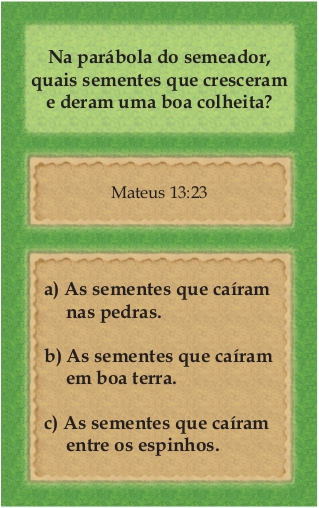 Na parábola do semeador,
quais sementes que cresceram
e deram uma boa colheita?
Mateus 13:23
a) As sementes que caíram
nas pedras.
b) As sementes que caíram
em boa terra.
c) As sementes que caíram
entre os espinhos.